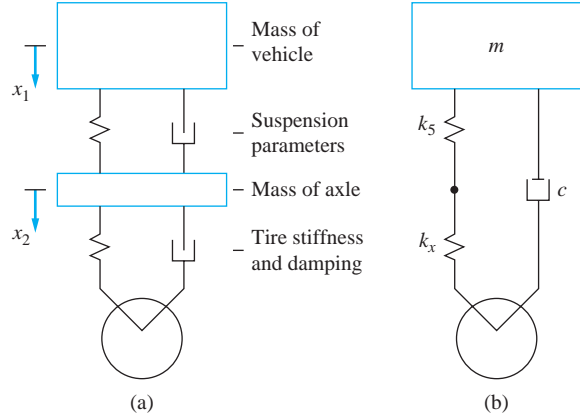 x1
x2
Mass of
vehicle
Suspension
parameters
Mass of axle
Tire stiffness
and damping
(a)
m
k5
c
kx
(b)